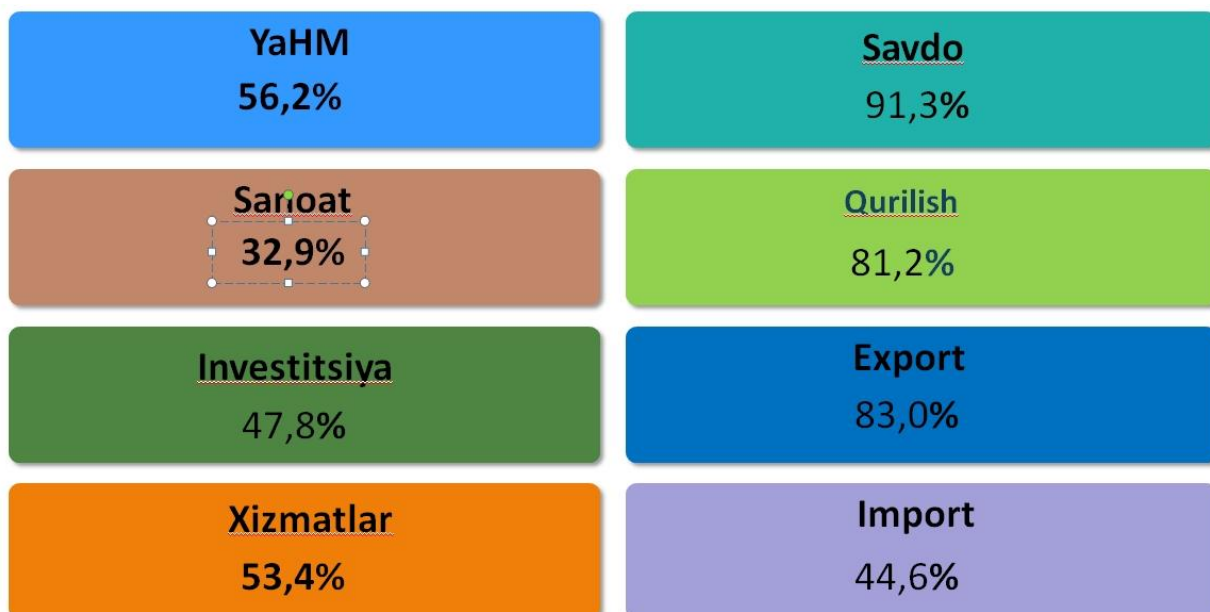 YaHM
56,2%
Savdo
91,3%
Sanoat
32,9%
Qurilish
81,2%
Investitsiya
47,8%
Export
83,0%
Xizmatlar
53,4%
Import
44,6%